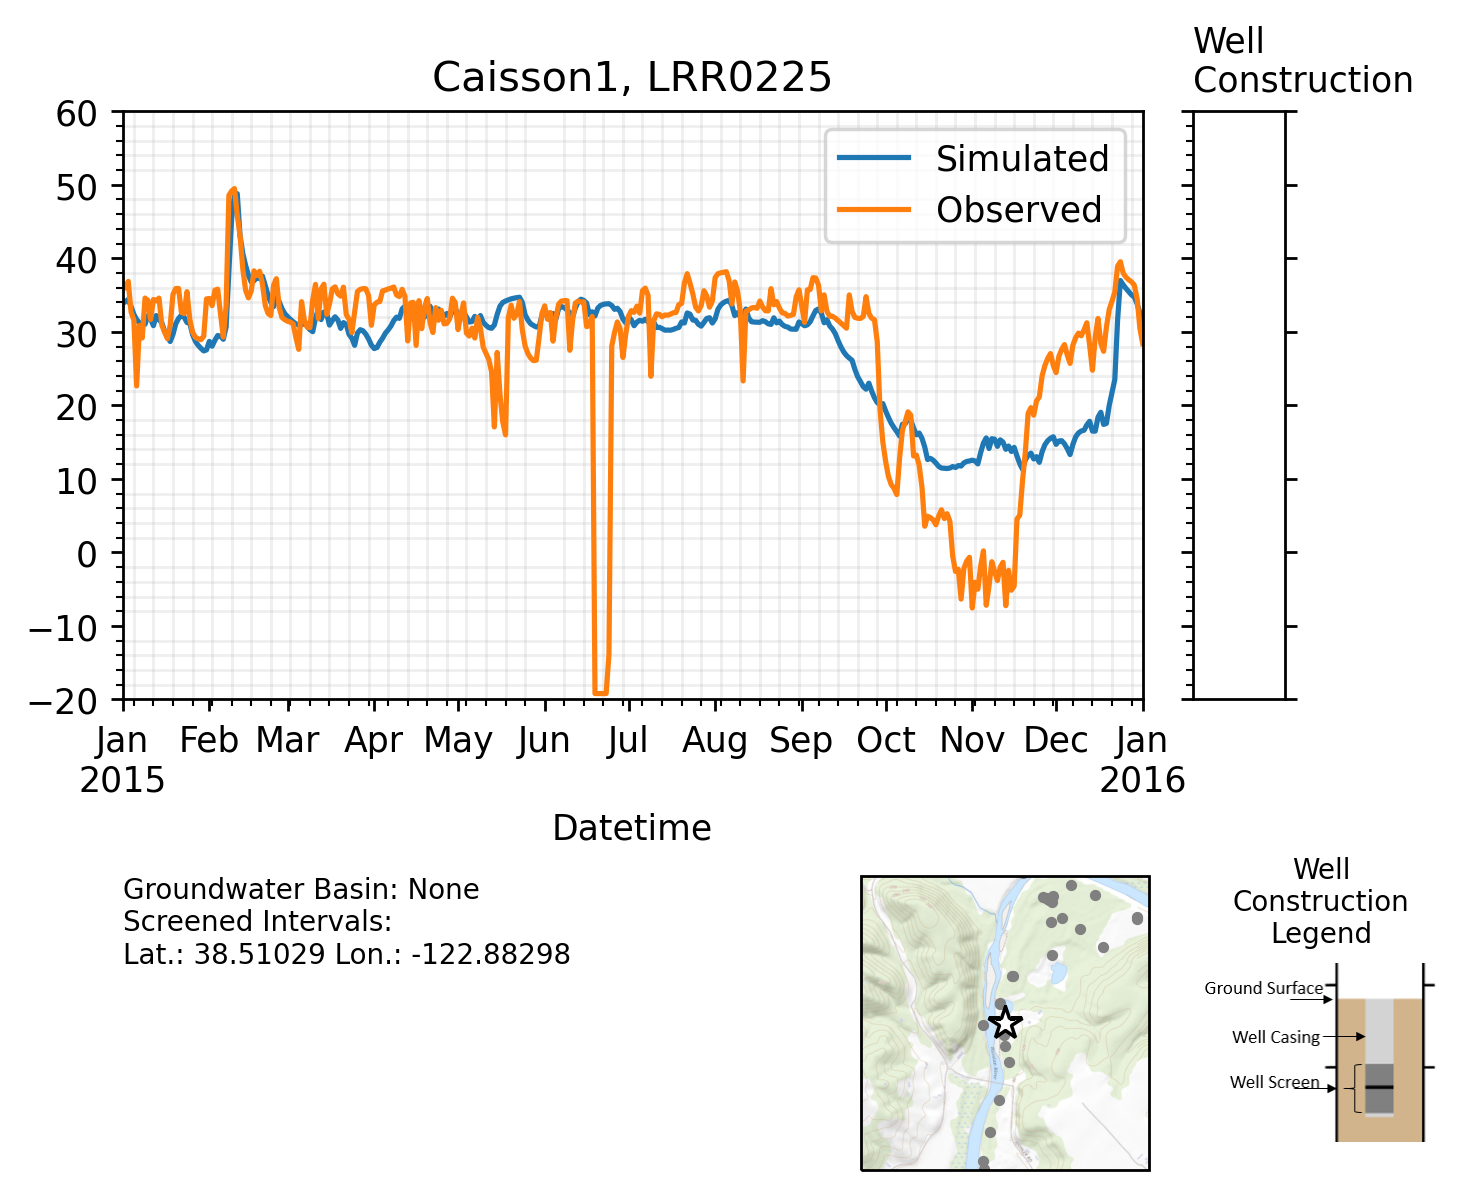 Caisson1, LRR0225
Well
Construction
Simulated
Observed
60
50
40
30
20
10
0
−10
−20
Jan Feb Mar Apr May Jun Jul Aug Sep Oct Nov Dec Jan
2015 2016
Datetime
Groundwater Basin: None
Screened Intervals:
Lat.: 38.51029 Lon.: -122.88298
Well
Construction
Legend
Ground Surface
Well Casing
Well Screen